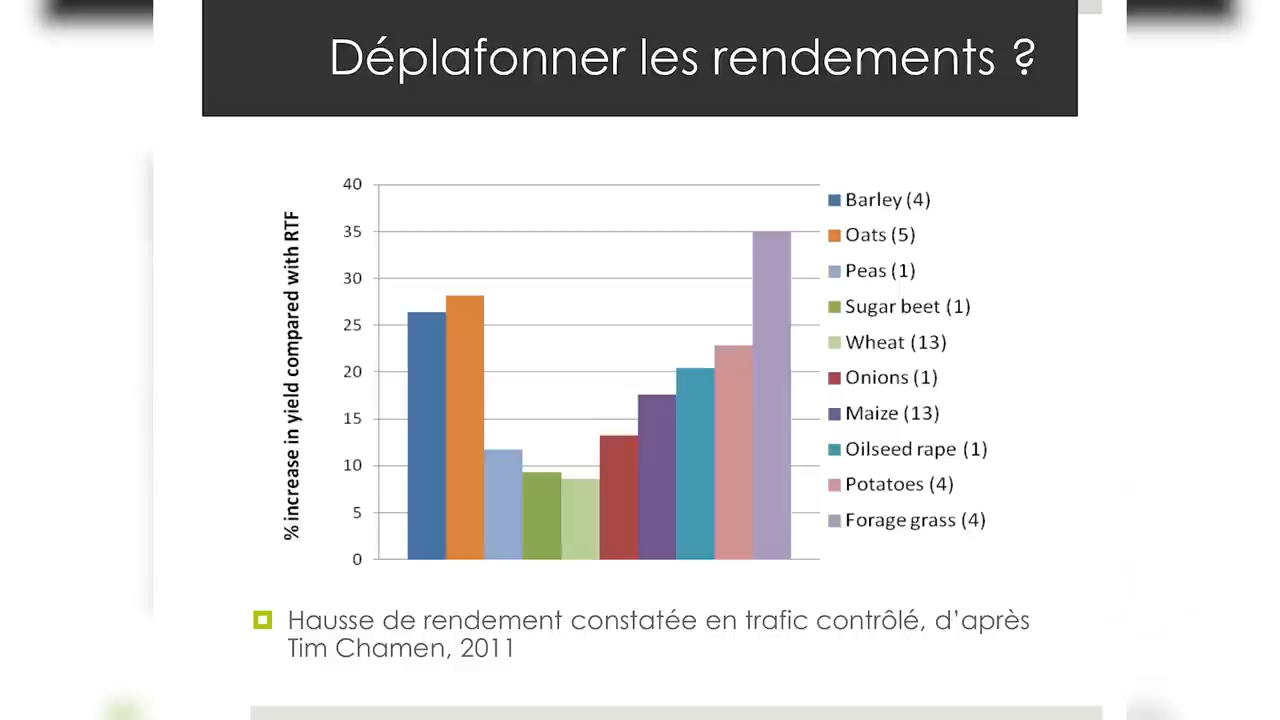 Déplafonner les rendements ?
% increase in yield compared with RTF
40
35
30
25
20
15
10
5
0
Barley (4)
Oats (5)
Peas (1)
Sugar beet (1)
Wheat (13)
Onions (1)
Maize (13)
Oilseed rape (1)
Potatoes (4)
Forage grass (4)
Hausse de rendement constatée en trafic contrôlé, d’après
Tim Chamen, 2011